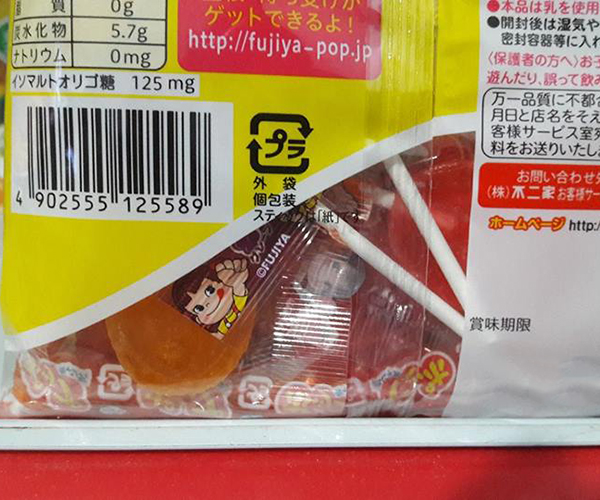 質 0g
炭水化物 5.7g
ナトリウム 0mg
イソマルトオリゴ糖 125mg
ゲットできるよ!
http://fujiya-pop.jp
4 902555 125589
プラ
外 袋
個包装
©FUJIYA
●本品は乳を使用
●開封後は湿気や
密封容器等に入れ
〈保護者の方へ〉お子
遊んだり、誤って飲み
万一品質に不都合
月日と店名をそえ
客様サービス室宛
料をお送りいたしま
お問い合わせ先
(株)不二家お客様サー
ホームページ http:/
賞味期限